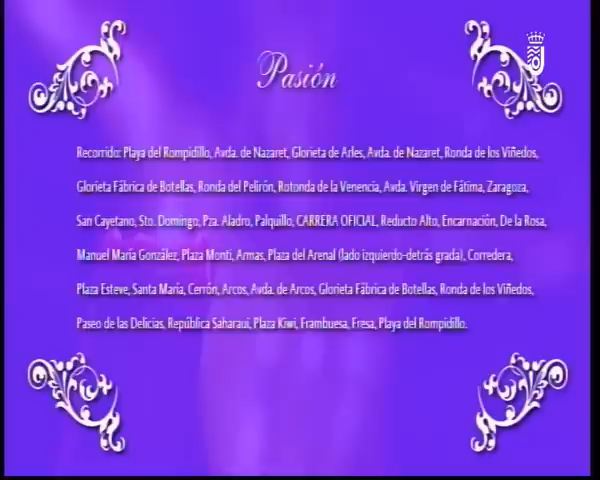 Pasión
Recorrido: Playa del Rompidillo, Avda. de Nazaret, Glorieta de Arles, Avda. de Nazaret, Ronda de los Viñedos,
Glorieta Fábrica de Botellas, Ronda del Pelirón, Rotonda de la Venencia, Avda. Virgen de Fátima, Zaragoza,
San Cayetano, Sto. Domingo, Pza. Aladro, Palquillo, CARRERA OFICIAL, Reducto Alto, Encarnación, De la Rosa,
Manuel María González, Plaza Monti, Armas, Plaza del Arenal (lado izquierdo-detrás grada), Corredera,
Plaza Esteve, Santa María, Cerrón, Arcos, Avda. de Arcos, Glorieta Fábrica de Botellas, Ronda de los Viñedos,
Paseo de las Delicias, República Saharaui, Plaza Kiwi, Frambuesa, Fresa, Playa del Rompidillo.